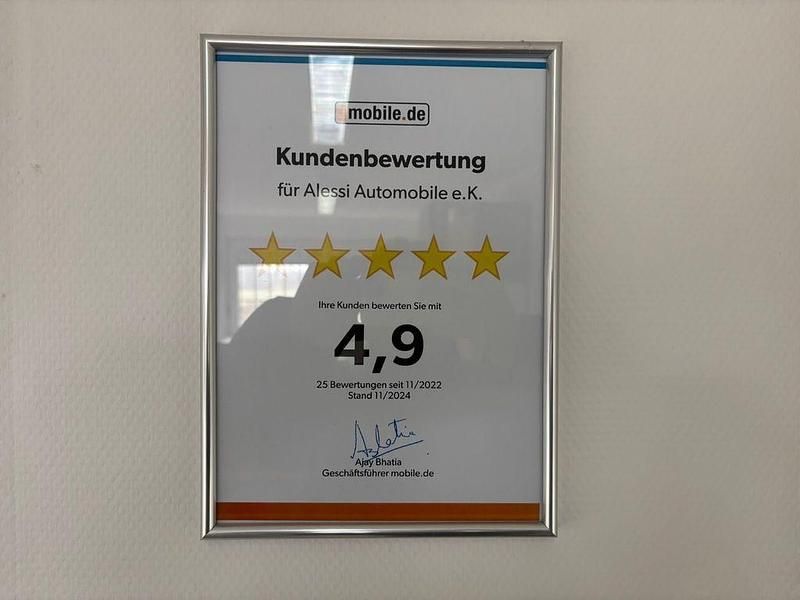 mobile.de
Kundenbewertung
für Alessi Automobile e.K.
Ihre Kunden bewerten Sie mit
4,9
25 Bewertungen seit 11/2022
Stand 11/2024
Ajay Bhatia
Geschäftsführer mobile.de